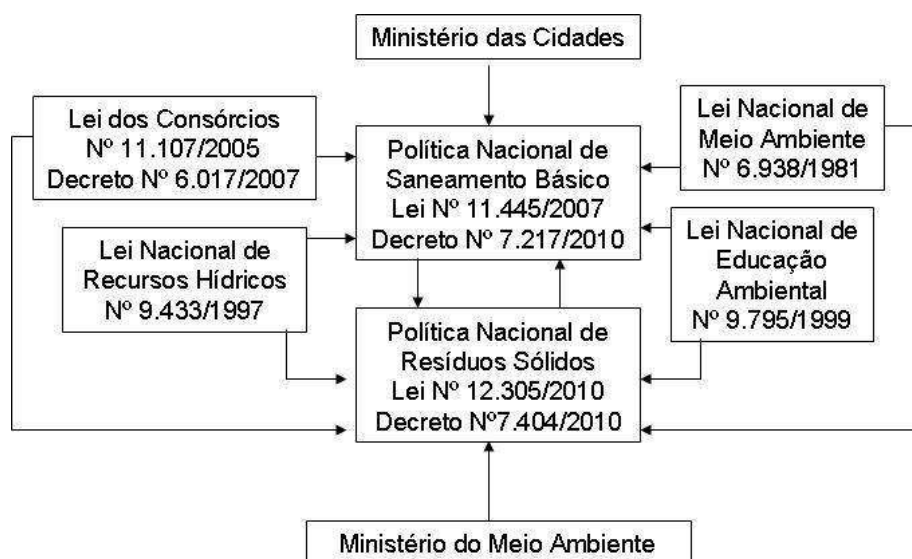 Ministério das Cidades
Lei dos Consórcios
Nº 11.107/2005
Decreto Nº 6.017/2007
Política Nacional de
Saneamento Básico
Lei Nº 11.445/2007
Decreto Nº 7.217/2010
Lei Nacional de
Meio Ambiente
Nº 6.938/1981
Lei Nacional de
Recursos Hídricos
Nº 9.433/1997
Lei Nacional de
Educação
Ambiental
Nº 9.795/1999
Política Nacional de
Resíduos Sólidos
Lei Nº 12.305/2010
Decreto Nº7.404/2010
Ministério do Meio Ambiente